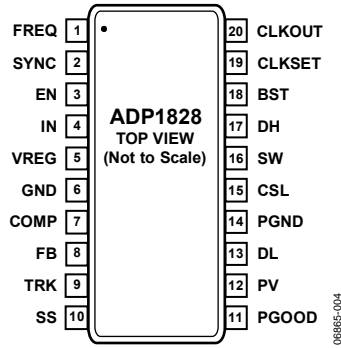 FREQ 1 20 CLKOUT
SYNC 2 19 CLKSET
EN 3 18 BST
ADP1828
IN 4 17 DH
TOP VIEW
(Not to Scale)
VREG 5 16 SW
GND 6 15 CSL
COMP 7 14 PGND
FB 8 13 DL
TRK 9 12 PV
SS 10 11 PGOOD
06865-004